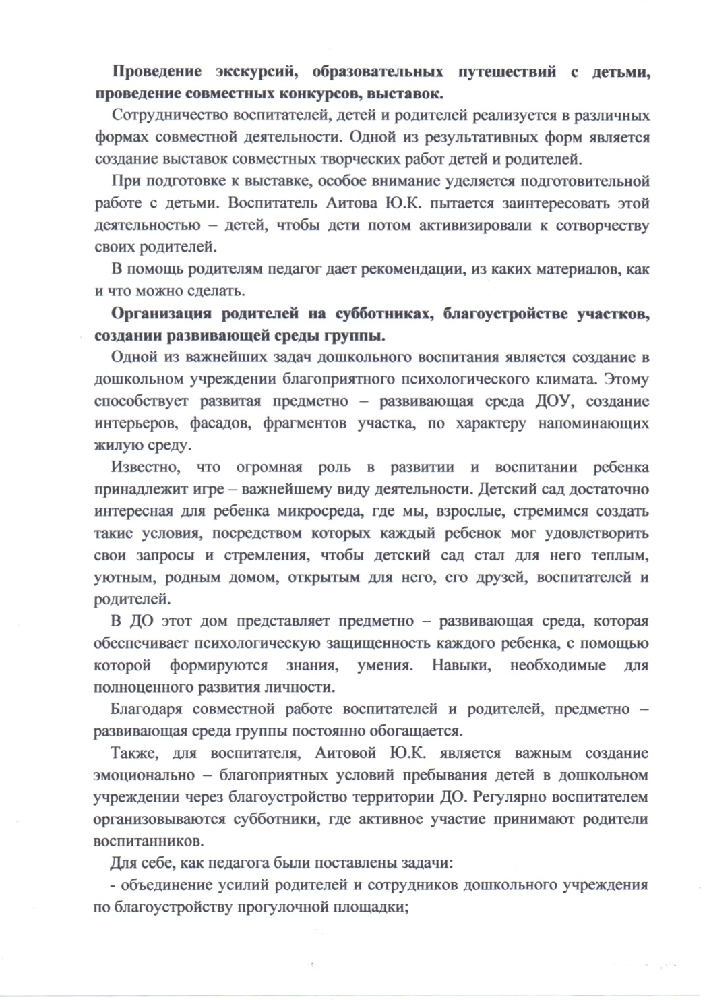 Проведение экскурсий, образовательных путешествий с детьми,
проведение совместных конкурсов, выставок.
Сотрудничество воспитателей, детей и родителей реализуется в различных
формах совместной деятельности. Одной из результативных форм является
создание выставок совместных творческих работ детей и родителей.
При подготовке к выставке, особое внимание уделяется подготовительной
работе с детьми. Воспитатель Аитова Ю.К. пытается заинтересовать этой
деятельностью – детей, чтобы дети потом активизировали к сотворчеству
своих родителей.
В помощь родителям педагог дает рекомендации, из каких материалов, как
и что можно сделать.
Организация родителей на субботниках, благоустройстве участков,
создании развивающей среды группы.
Одной из важнейших задач дошкольного воспитания является создание в
дошкольном учреждении благоприятного психологического климата. Этому
способствует развитая предметно – развивающая среда ДОУ, создание
интерьеров, фасадов, фрагментов участка, по характеру напоминающих
жилую среду.
Известно, что огромная роль в развитии и воспитании ребенка
принадлежит игре – важнейшему виду деятельности. Детский сад достаточно
интересная для ребенка микросреда, где мы, взрослые, стремимся создать
такие условия, посредством которых каждый ребенок мог удовлетворить
свои запросы и стремления, чтобы детский сад стал для него теплым,
уютным, родным домом, открытым для него, его друзей, воспитателей и
родителей.
В ДО этот дом представляет предметно – развивающая среда, которая
обеспечивает психологическую защищенность каждого ребенка, с помощью
которой формируются знания, умения. Навыки, необходимые для
полноценного развития личности.
Благодаря совместной работе воспитателей и родителей, предметно –
развивающая среда группы постоянно обогащается.
Также, для воспитателя, Аитовой Ю.К. является важным создание
эмоционально – благоприятных условий пребывания детей в дошкольном
учреждении через благоустройство территории ДО. Регулярно воспитателем
организовываются субботники, где активное участие принимают родители
воспитанников.
Для себе, как педагога были поставлены задачи:
- объединение усилий родителей и сотрудников дошкольного учреждения
по благоустройству прогулочной площадки;